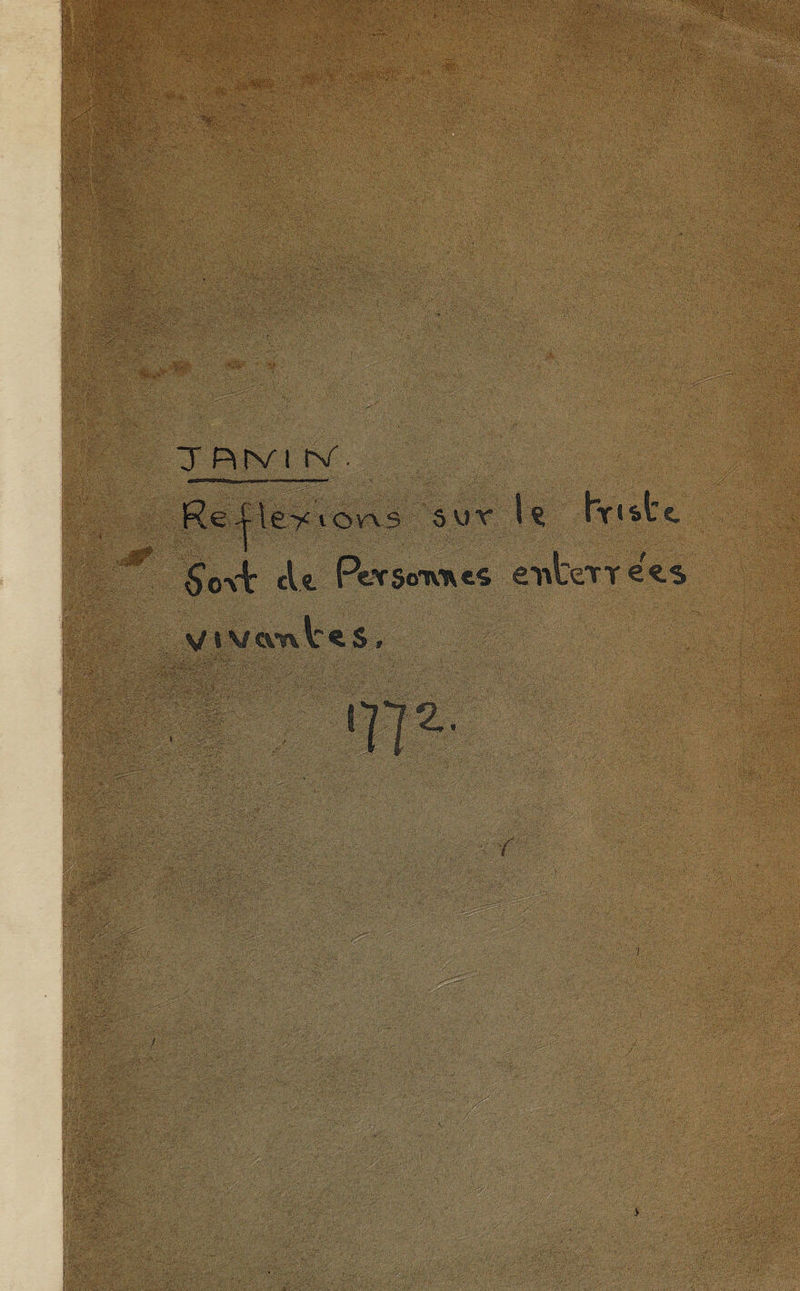 JANIN.
Reflexions sur le triste
Sort de Personnes enterrées
vivantes.
1772.